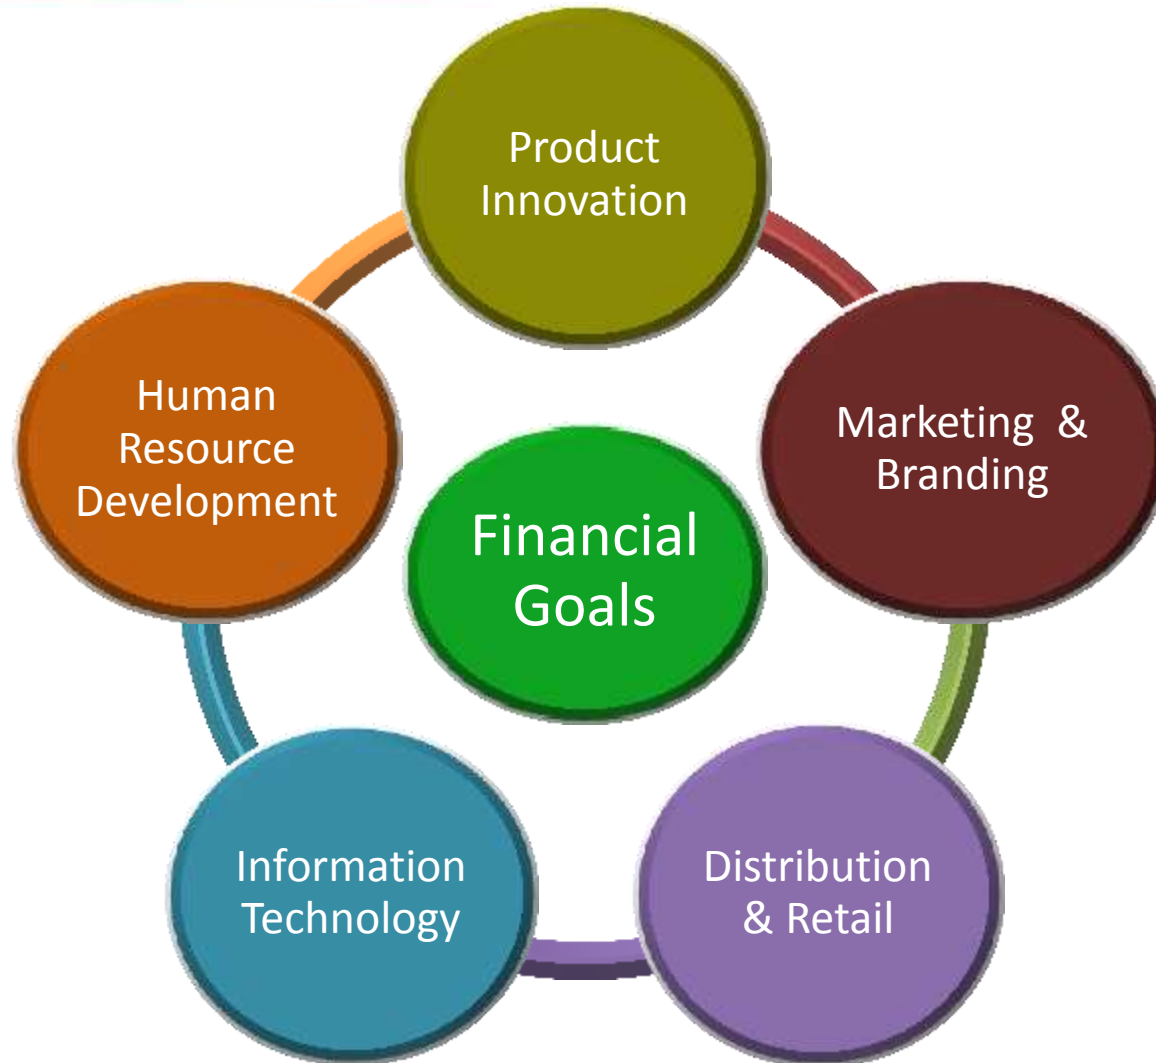 Product
Innovation
Marketing & 
Branding
Distribution
& Retail
Information
Technology
Human
Resource
Development
Financial
Goals